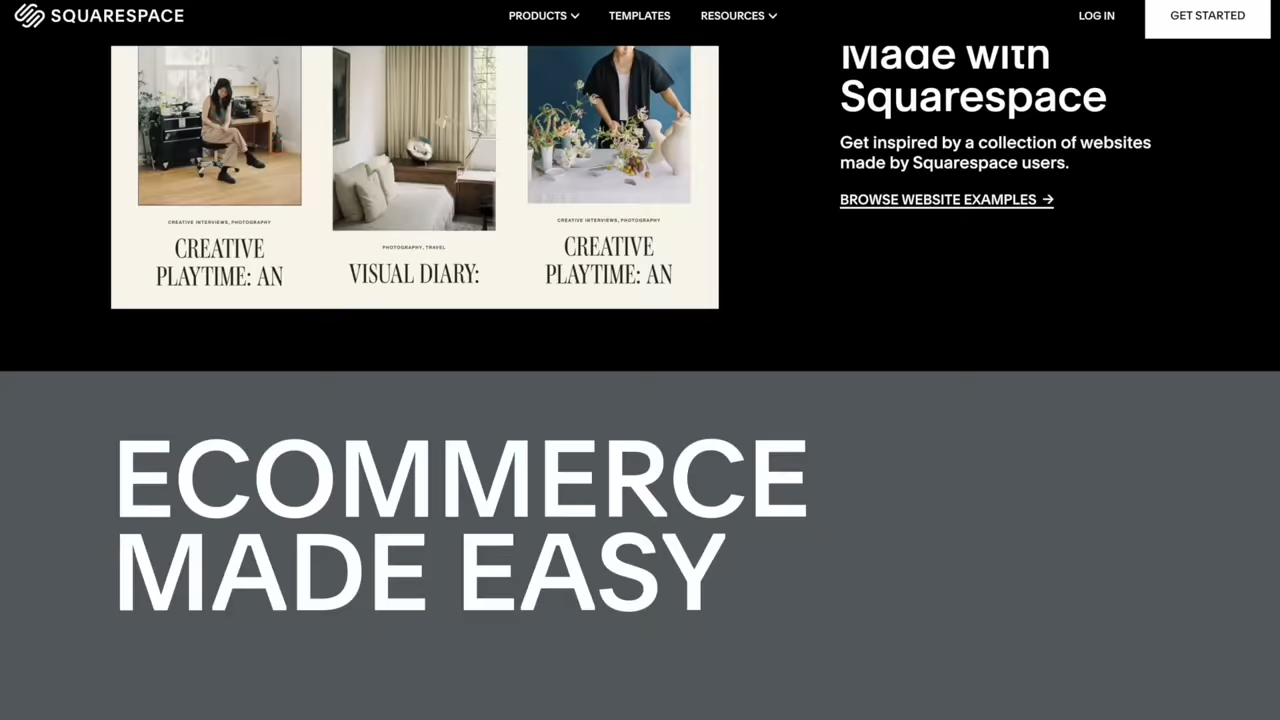 SQUARESPACE
PRODUCTS
TEMPLATES
RESOURCES
LOG IN
GET STARTED
CREATIVE INTERVIEWS, PHOTOGRAPHY
CREATIVE
PLAYTIME: AN
PHOTOGRAPHY, TRAVEL
VISUAL DIARY:
CREATIVE INTERVIEWS, PHOTOGRAPHY
CREATIVE
PLAYTIME: AN
Made with
Squarespace
Get inspired by a collection of websites
made by Squarespace users.
BROWSE WEBSITE EXAMPLES →
ECOMMERCE
MADE EASY